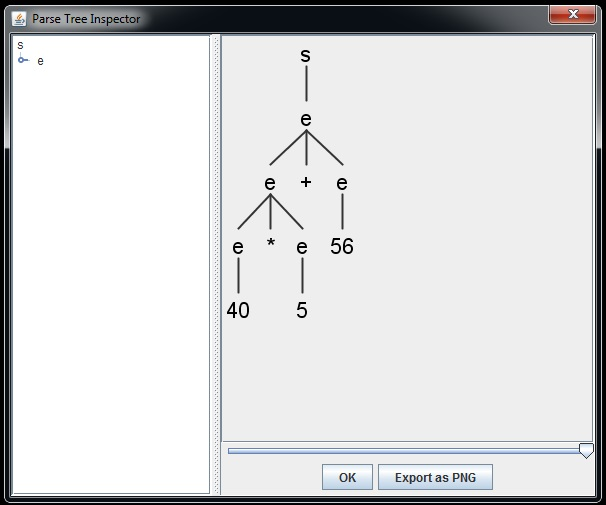 Parse Tree Inspector
s
e
s
e
e + e
e * e 56
40 5
OK Export as PNG